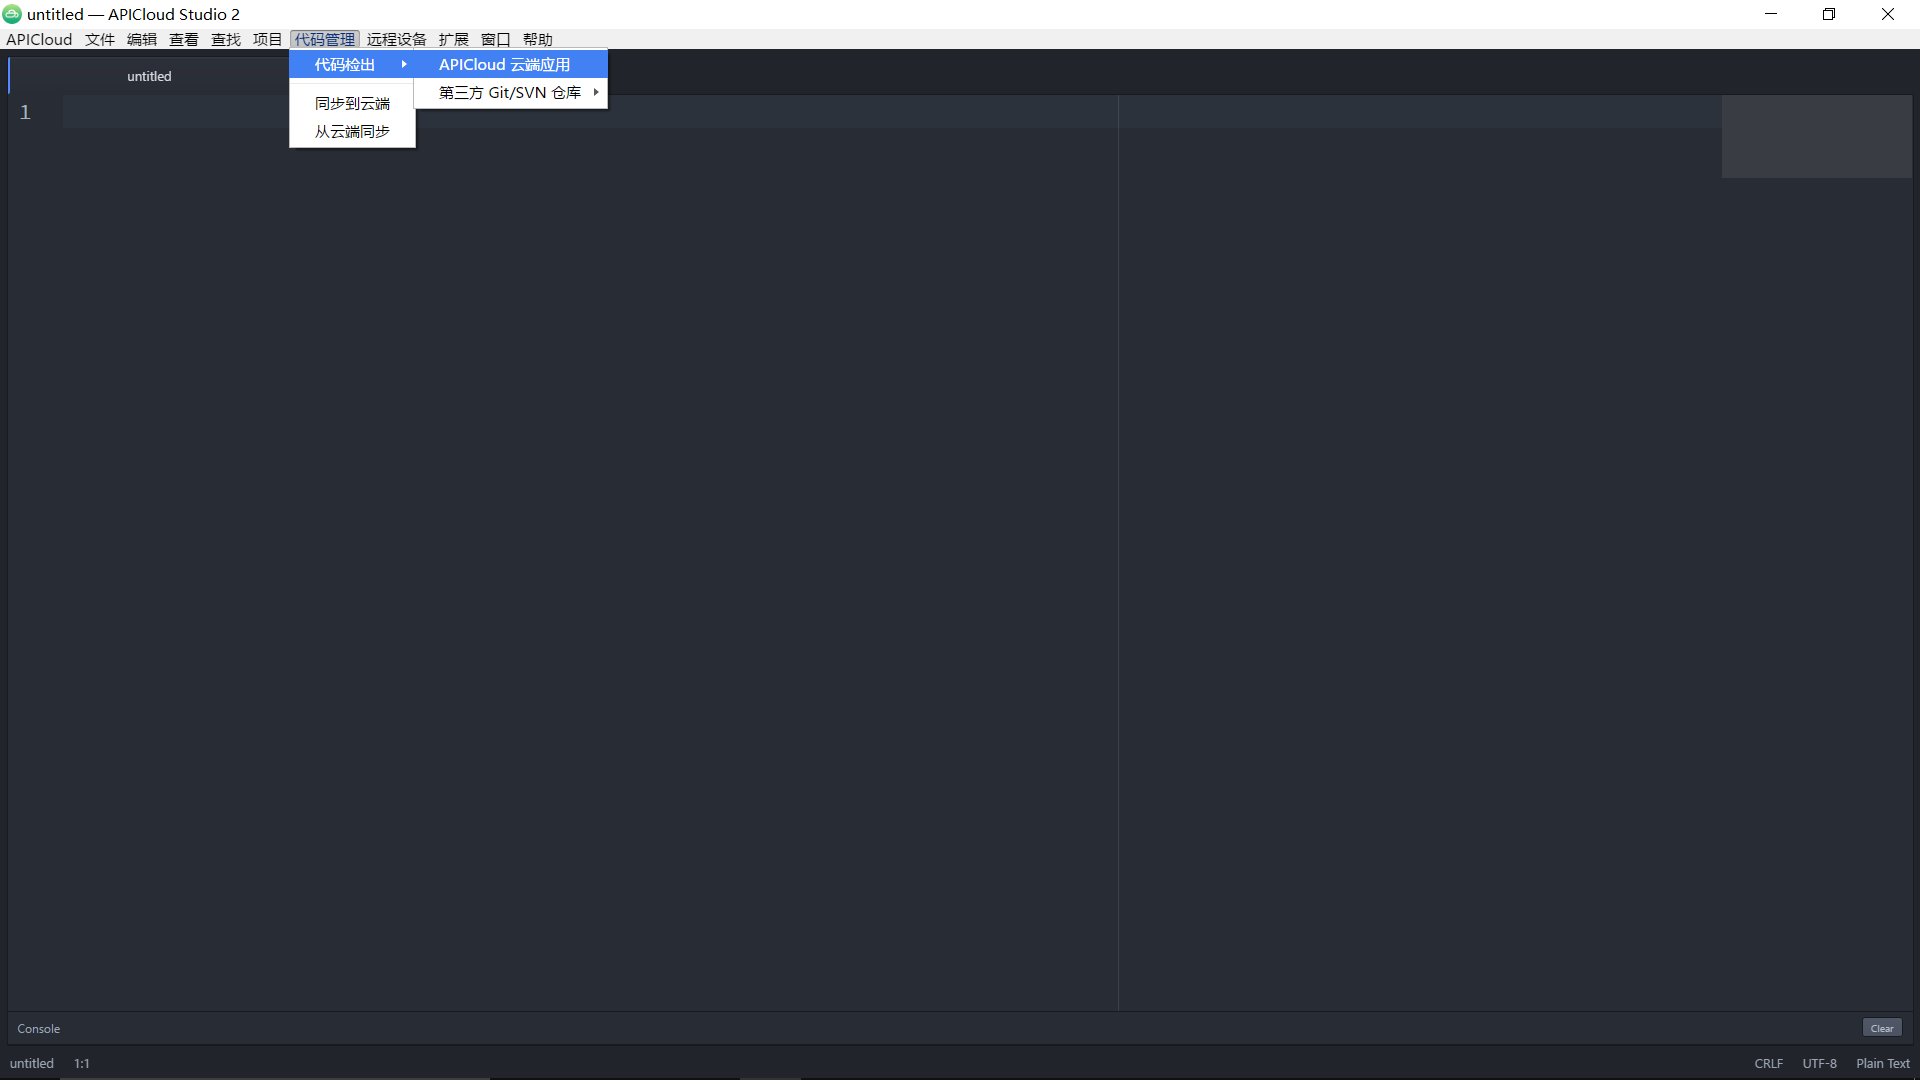 untitled — APICloud Studio 2
APICloud 文件 编辑 查看 查找 项目 代码管理 远程设备 扩展 窗口 帮助
代码检出
APICloud 云端应用
untitled
第三方 Git/SVN 仓库
同步到云端
从云端同步
1
Console
Clear
untitled 1:1
CRLF UTF-8 Plain Text